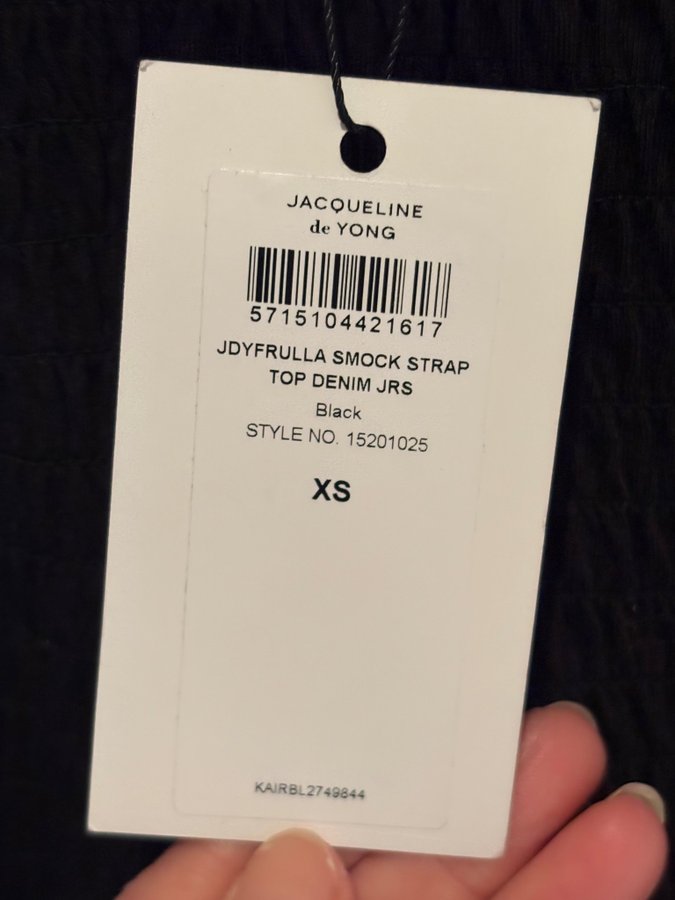 JACQUELINE
de YONG
5715104421617
JDYFRULLA SMOCK STRAP
TOP DENIM JRS
Black
STYLE NO. 15201025
XS
KAIRBL2749844